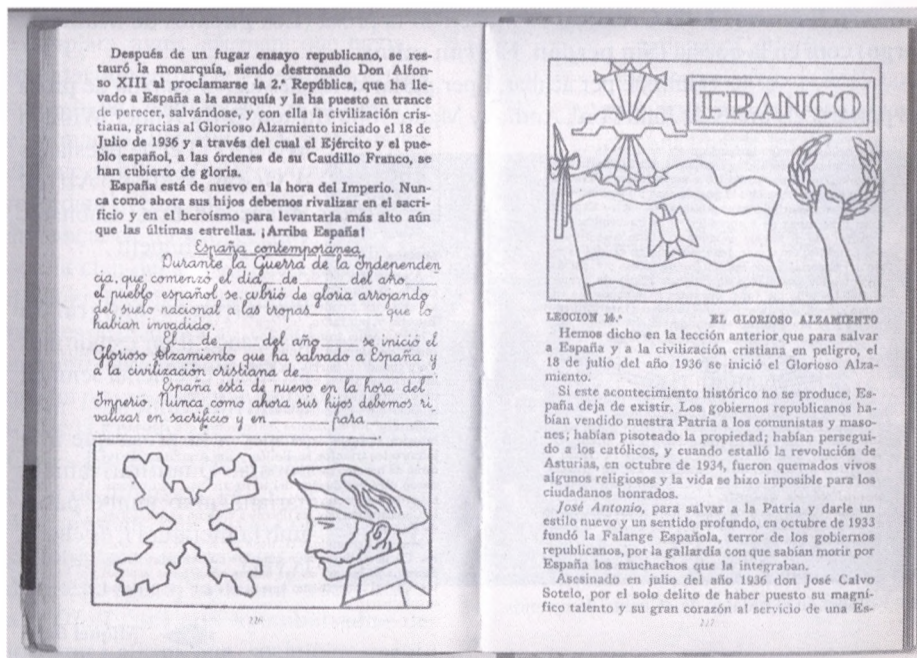 Después de un fugar ensayo republicano, se res-
tauró la monarquía, siendo destronado Don Alfon-
so XIII al proclamarse la 2.ª República, que ha lle-
vado a España a la anarquía y la ha puesto en trance
de perecer, salvándose, y con ella la civilización cris-
tiana, gracias al Glorioso Alzamiento iniciado el 18 de
Julio de 1936 y a través del cual el Ejército y el pue-
blo español, a las órdenes de su Caudillo Franco, se
han cubierto de gloria.
España está de nuevo en la hora del Imperio. Nun-
ca como ahora sus hijos debemos rivalizar en el sacri-
ficio y en el heroísmo para levantarla más alto aún
que las últimas estrellas. ¡Arriba España!
España contemporánea
Durante la Guerra de la Independen
cia, que comenzó el día ___ de ___ del año ___
el pueblo español se cubrió de gloria arrojando
del suelo nacional a las tropas ___ que lo
habían invadido.
El ___ de ___ del año ___ se inició el
Glorioso Alzamiento que ha salvado a España y
a la civilización cristiana de ___
España está de nuevo en la hora del
Imperio. Nunca como ahora sus hijos debemos ri
valizar en sacrificio y en ___ para ___
116
FRANCO
LECCION 16.ª EL GLORIOSO ALZAMIENTO
Hemos dicho en la lección anterior que para salvar
a España y a la civilización cristiana en peligro, el
18 de julio del año 1936 se inició el Glorioso Alza-
miento.
Si este acontecimiento histórico no se produce, Es-
paña deja de existir. Los gobiernos republicanos ha-
bían vendido nuestra Patria a los comunistas y maso-
nes; habían pisoteado la propiedad; habían persegui-
do a los católicos, y cuando estalló la revolución de
Asturias, en octubre de 1934, fueron quemados vivos
algunos religiosos y la vida se hizo imposible para los
ciudadanos honrados.
José Antonio, para salvar a la Patria y darle un
estilo nuevo y un sentido profundo, en octubre de 1933
fundó la Falange Española, terror de los gobiernos
republicanos, por la gallardía con que sabían morir por
España los muchachos que la integraban.
Asesinado en julio del año 1936 don José Calvo
Sotelo, por el solo delito de haber puesto su magní-
fico talento y su gran corazón al servicio de una Es-
117